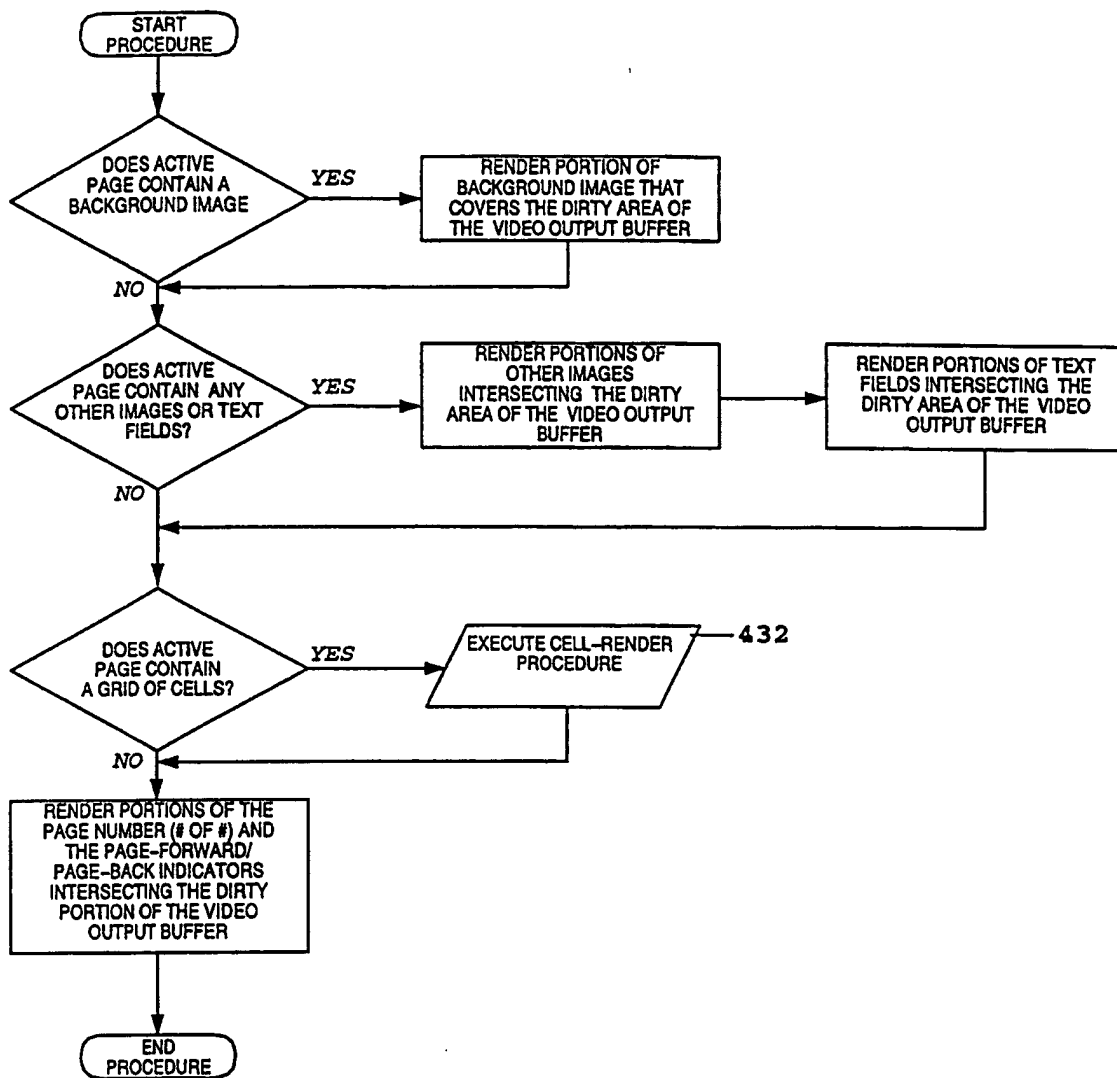 START
PROCEDURE
DOES ACTIVE
PAGE CONTAIN A
BACKGROUND IMAGE
YES
RENDER PORTION OF
BACKGROUND IMAGE THAT
COVERS THE DIRTY AREA OF
THE VIDEO OUTPUT BUFFER
NO
DOES ACTIVE
PAGE CONTAIN ANY
OTHER IMAGES OR TEXT
FIELDS?
YES
RENDER PORTIONS OF
OTHER IMAGES
INTERSECTING THE DIRTY
AREA OF THE VIDEO OUTPUT
BUFFER
RENDER PORTIONS OF TEXT
FIELDS INTERSECTING THE
DIRTY AREA OF THE VIDEO
OUTPUT BUFFER
NO
DOES ACTIVE
PAGE CONTAIN
A GRID OF CELLS?
YES
EXECUTE CELL-RENDER
PROCEDURE
432
NO
RENDER PORTIONS OF THE
PAGE NUMBER (# OF #) AND
THE PAGE-FORWARD/
PAGE-BACK INDICATORS
INTERSECTING THE DIRTY
PORTION OF THE VIDEO
OUTPUT BUFFER
END
PROCEDURE